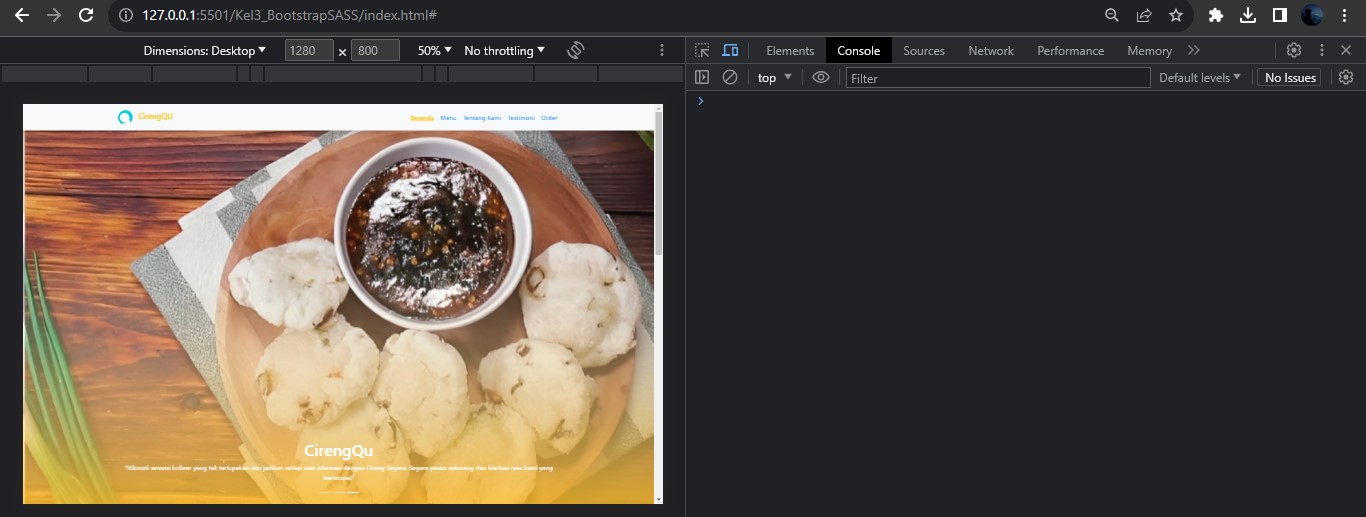 127.0.0.1:5501/Kel3_BootstrapSASS/index.html#
Dimensions: Desktop 1280 × 800 50% No throttling
Elements Console Sources Network Performance Memory
top Filter Default levels No Issues
CirengQU Beranda Menu Tentang Kami Testimoni Order
CirengQu
"Nikmati sensasi kuliner yang tak terlupakan dan jadikan setiap saat istimewa dengan Cireng Segera. Segera pesan sekarang dan biarkan rasa kami yang
berbicara!"